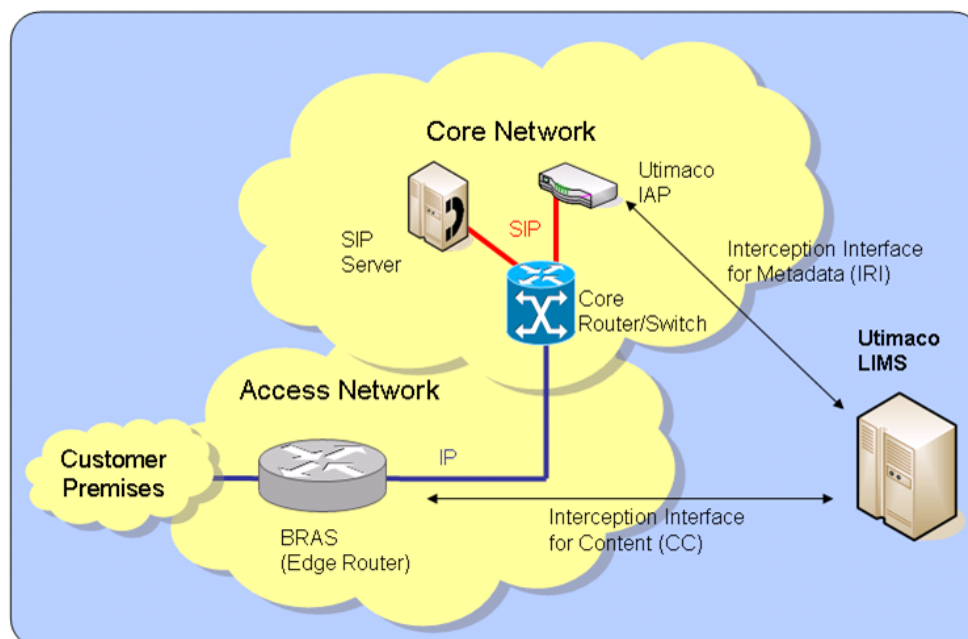 Core Network
Utimaco
IAP
SIP
SIP
Server
Interception Interface
for Metadata (IRI)
Core
Router/Switch
Utimaco
LIMS
Access Network
Customer
Premises
IP
BRAS
(Edge Router)
Interception Interface
for Content (CC)